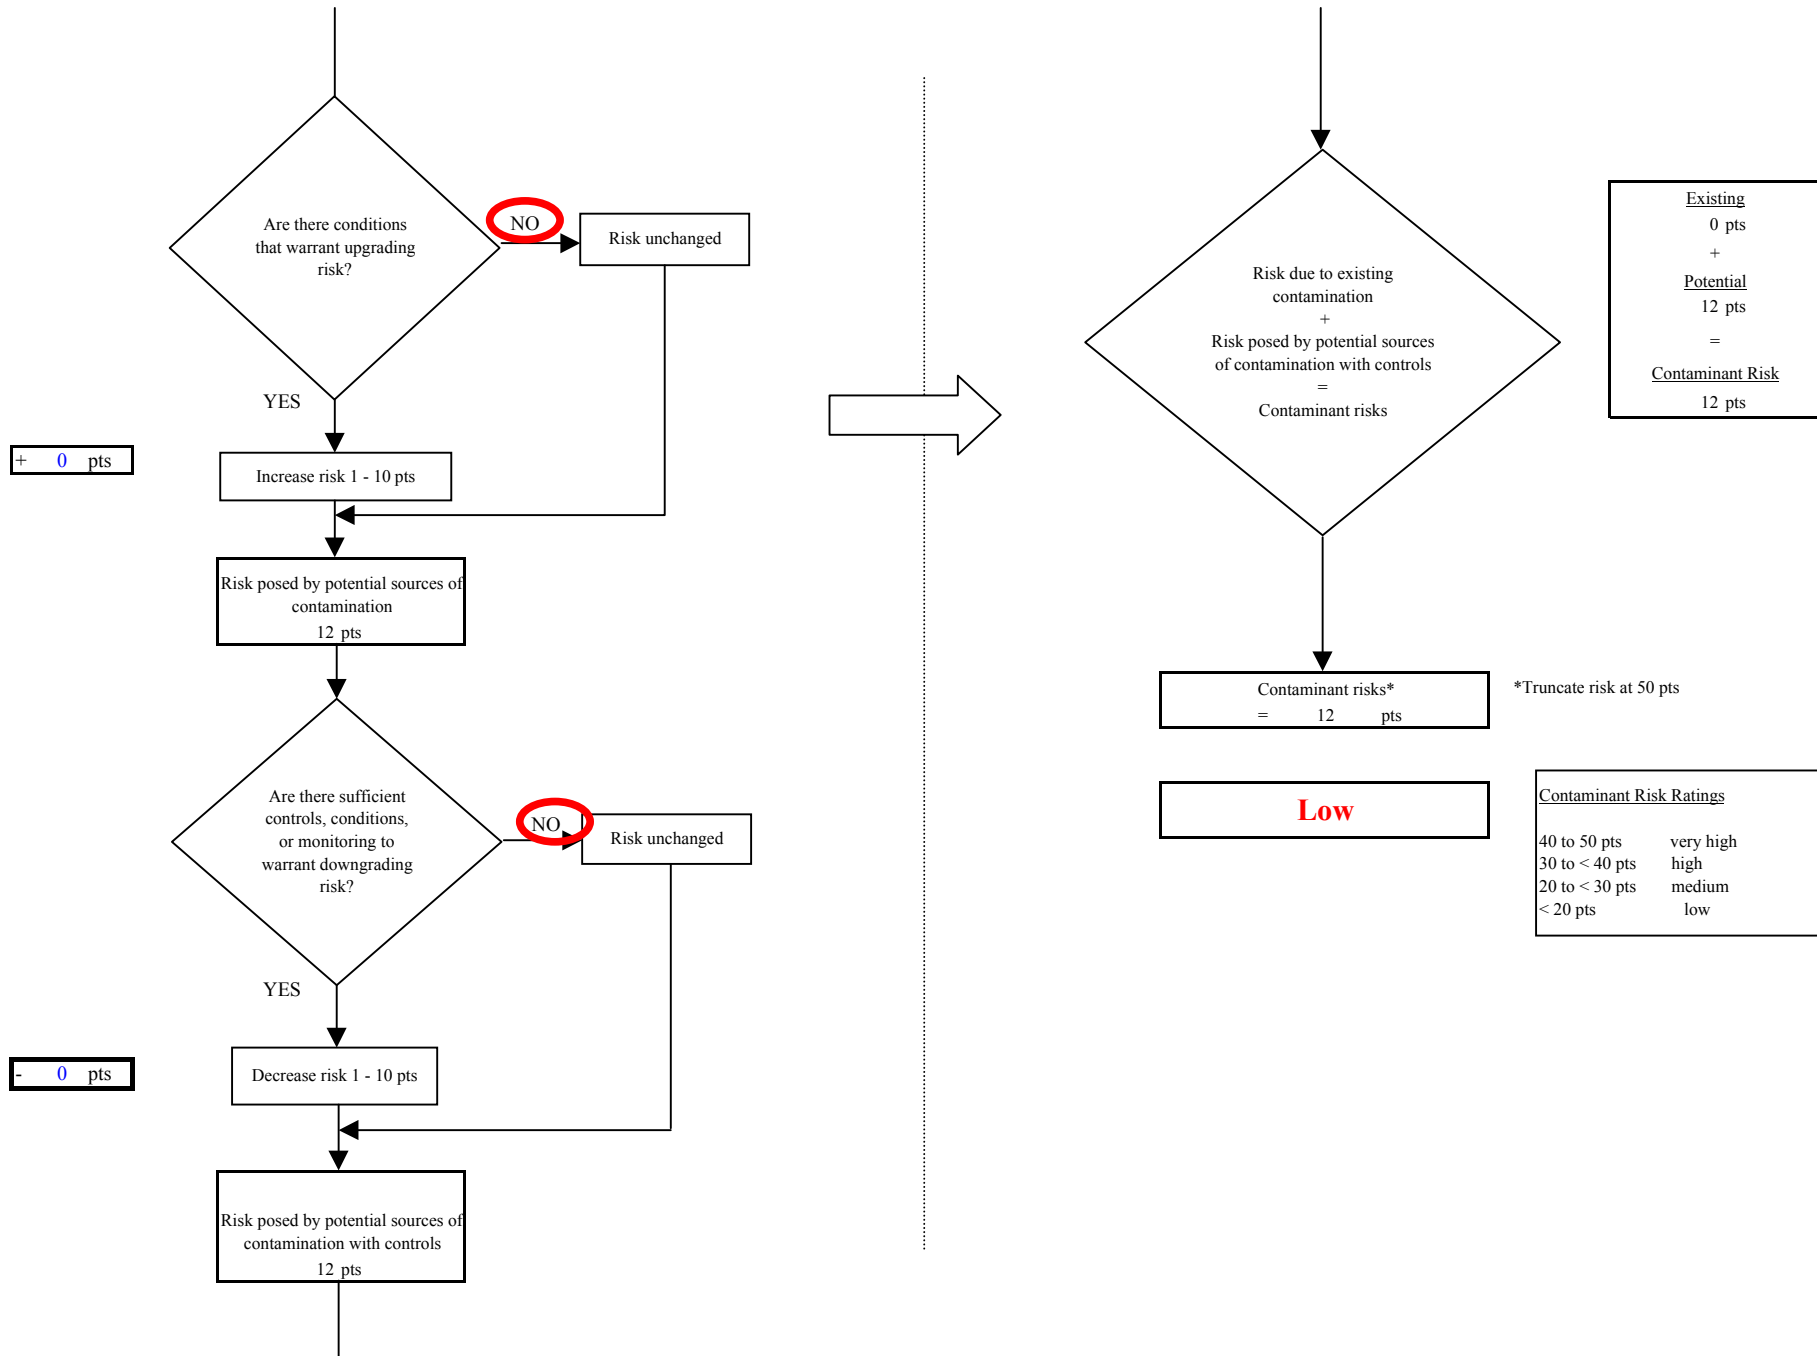 Are there conditions
that warrant upgrading
risk?
NO
Risk unchanged
YES
+ 0 pts
Increase risk 1 - 10 pts
Risk posed by potential sources of
contamination
12 pts
Are there sufficient
controls, conditions,
or monitoring to
warrant downgrading
risk?
NO
Risk unchanged
YES
- 0 pts
Decrease risk 1 - 10 pts
Risk posed by potential sources of
contamination with controls
12 pts
Risk due to existing
contamination
+
Risk posed by potential sources
of contamination with controls
=
Contaminant risks
Existing
0 pts
+
Potential
12 pts
=
Contaminant Risk
12 pts
Contaminant risks*
= 12 pts
*Truncate risk at 50 pts
Low
Contaminant Risk Ratings
40 to 50 pts very high
30 to < 40 pts high
20 to < 30 pts medium
< 20 pts low